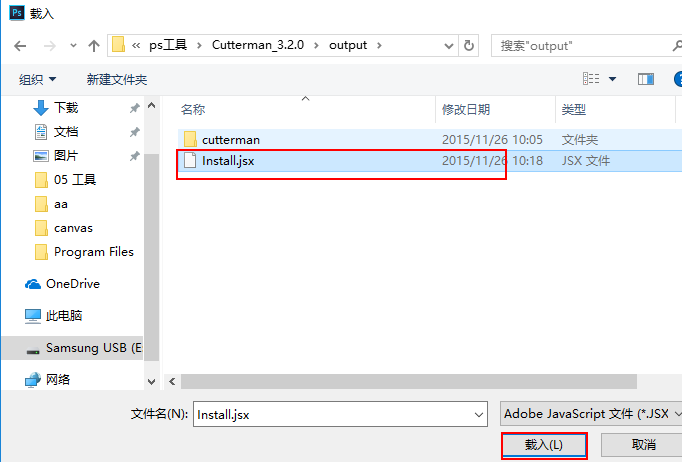 Ps 载入
« ps工具 › Cutterman_3.2.0 › output ›
搜索"output"
组织
新建文件夹
名称 修改日期 类型
下载
文档
图片
05 工具
aa
canvas
Program Files
OneDrive
此电脑
Samsung USB (E:
网络
cutterman 2015/11/26 10:05 文件夹
Install.jsx 2015/11/26 10:18 JSX 文件
文件名(N): Install.jsx
Adobe JavaScript 文件 (*.JSX
载入(L) 取消